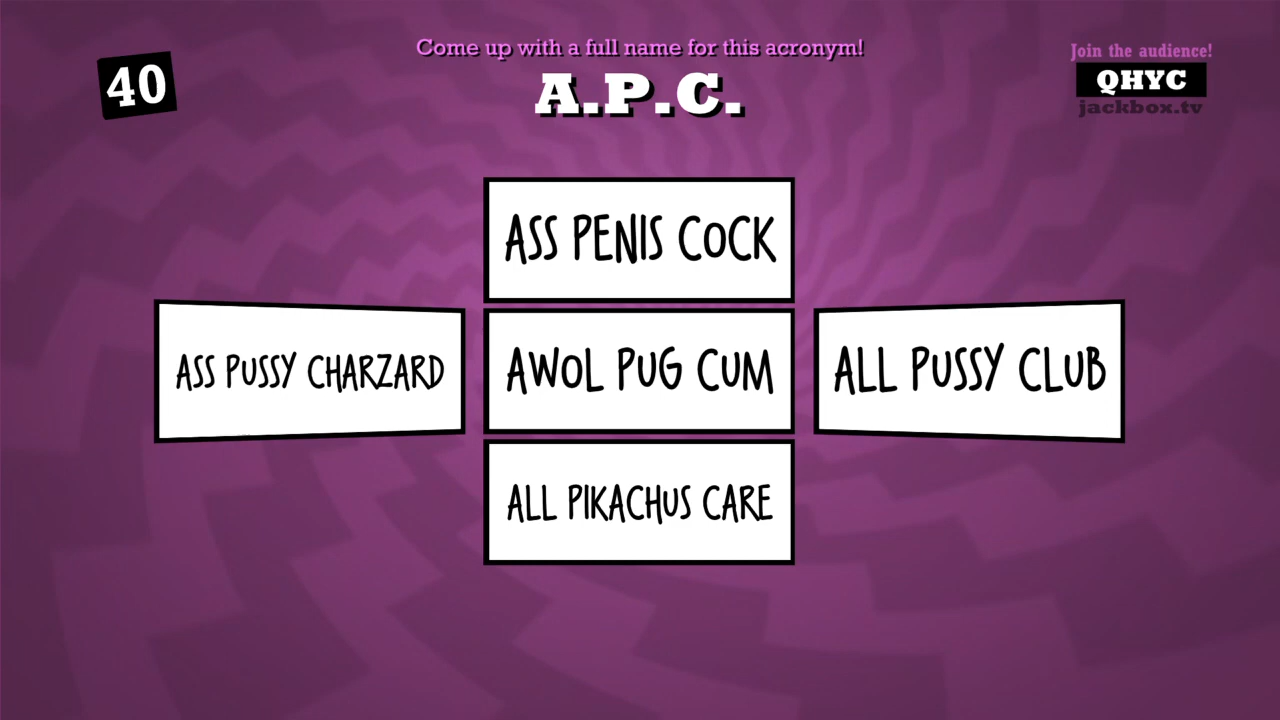 Come up with a full name for this acronym!
A.P.C.
40
Join the audience!
QHYC
jackbox.tv
ASS PENIS COCK
ASS PUSSY CHARZARD
AWOL PUG CUM
ALL PUSSY CLUB
ALL PIKACHUS CARE